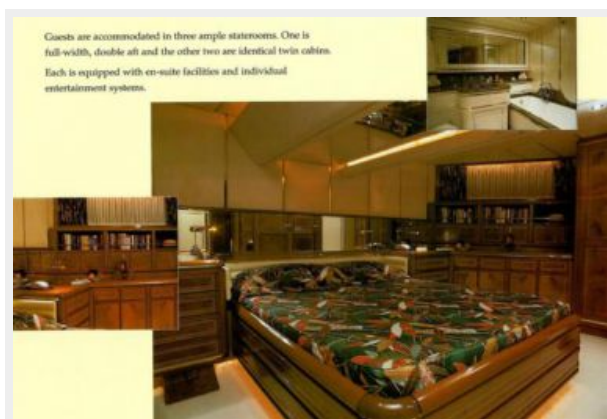 Guests are accommodated in three ample staterooms. One is
full-width, double aft and the other two are identical twin cabins.
Each is equipped with en-suite facilities and individual
entertainment systems.